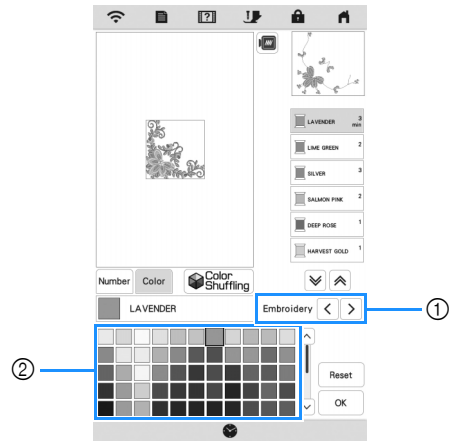 ?
LAVENDER 3 min
LIME GREEN 2
SILVER 3
SALMON PINK 2
DEEP ROSE 1
HARVEST GOLD 1
Number Color Color Shuffling
LAVENDER Embroidery < > ①
②
Reset
OK